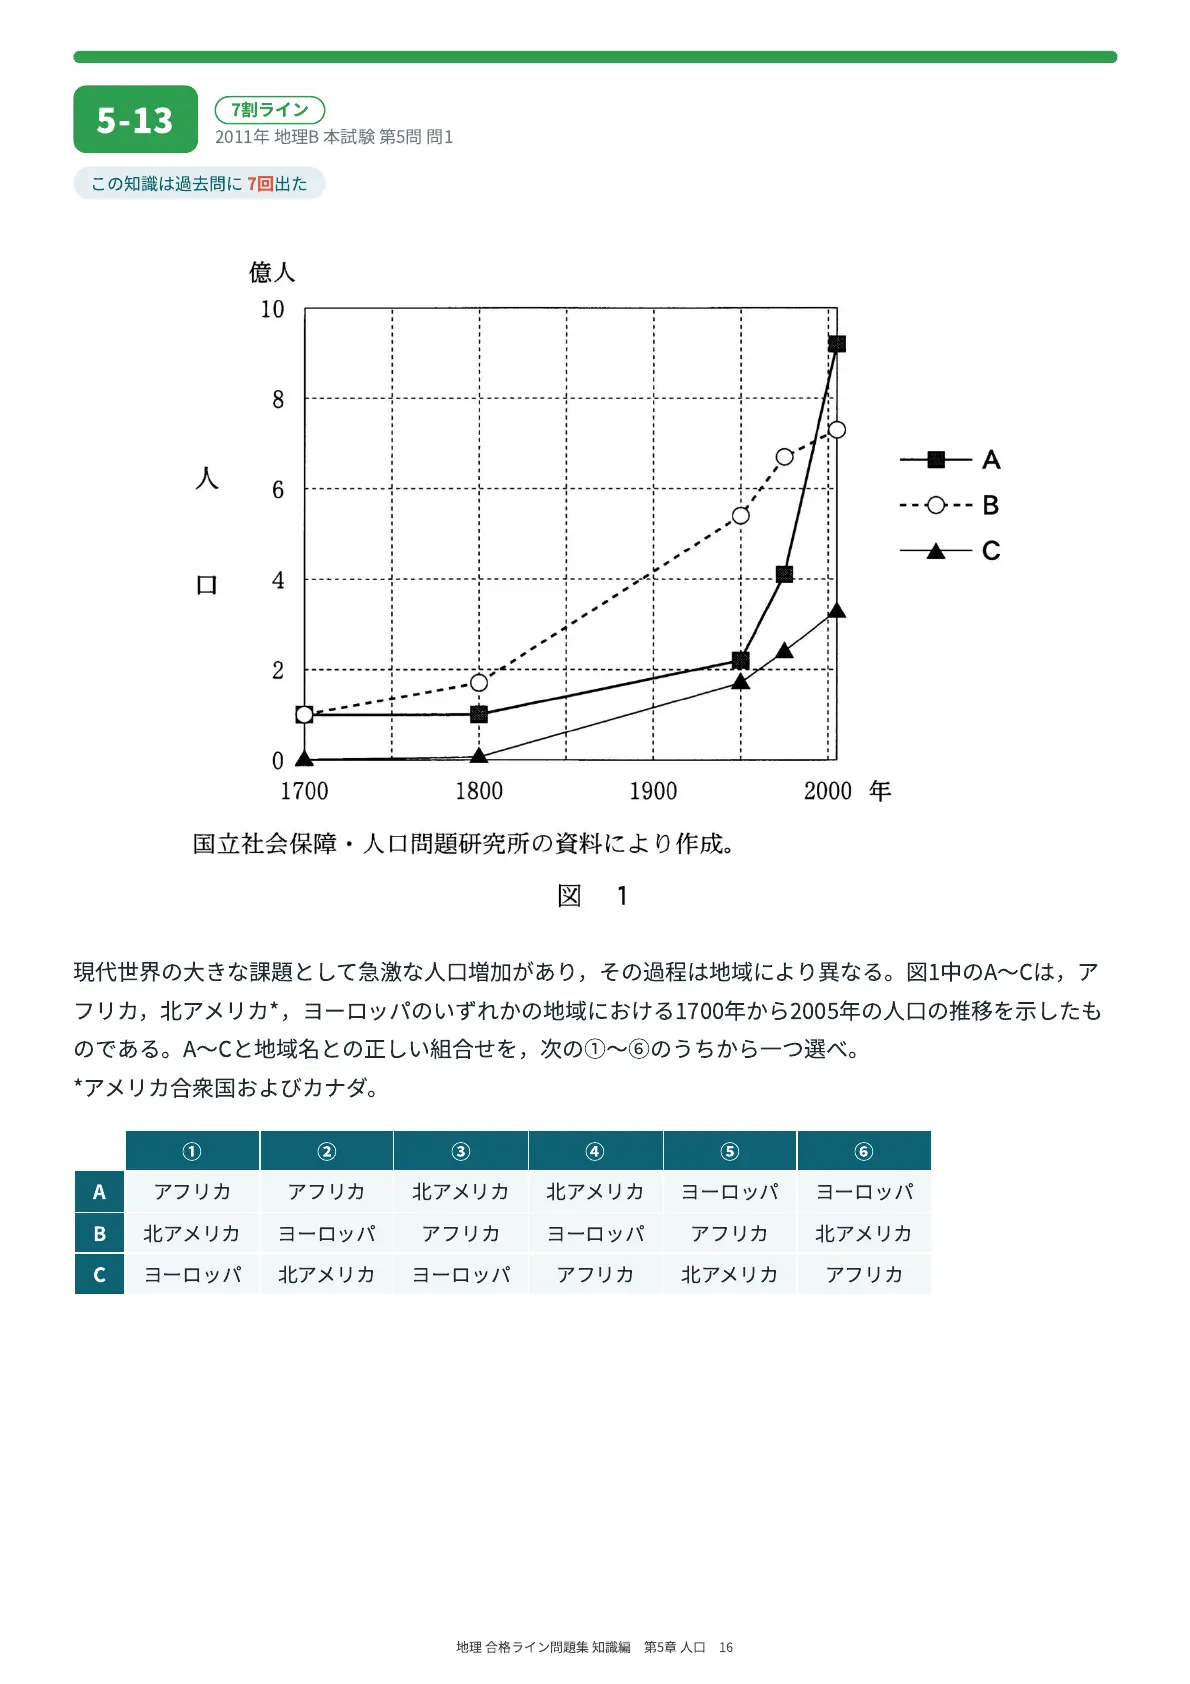 5-13
7割ライン
2011年 地理B 本試験 第5問 問1
この知識は過去問に 7回出た
億人
10
8
6
4
2
0
人
口
1700 1800 1900 2000 年
A
B
C
国立社会保障・人口問題研究所の資料により作成。
図 1
現代世界の大きな課題として急激な人口増加があり，その過程は地域により異なる。図1中のA～Cは，ア
フリカ，北アメリカ*，ヨーロッパのいずれかの地域における1700年から2005年の人口の推移を示したも
のである。A～Cと地域名との正しい組合せを，次の①～⑥のうちから一つ選べ。
*アメリカ合衆国およびカナダ。
① ② ③ ④ ⑤ ⑥
A アフリカ アフリカ 北アメリカ 北アメリカ ヨーロッパ ヨーロッパ
B 北アメリカ ヨーロッパ アフリカ ヨーロッパ アフリカ 北アメリカ
C ヨーロッパ 北アメリカ ヨーロッパ アフリカ 北アメリカ アフリカ
地理 合格ライン問題集 知識編 第5章 人口 16